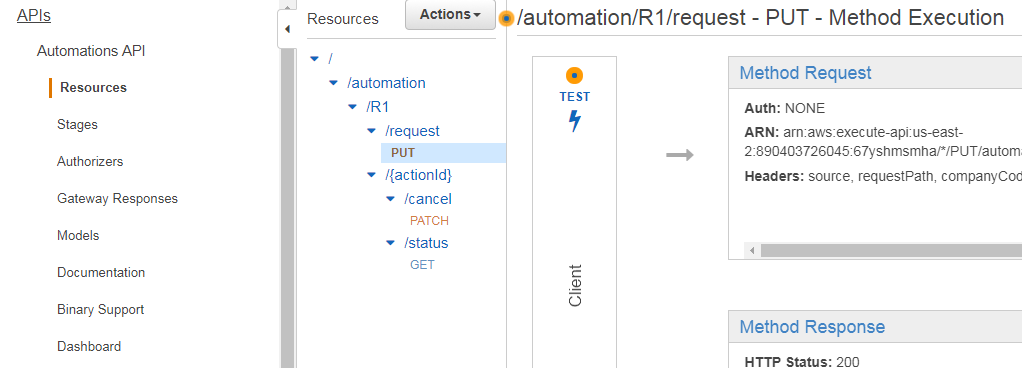 APIs
Automations API
Resources
Stages
Authorizers
Gateway Responses
Models
Documentation
Binary Support
Dashboard
Resources
Actions
/
/automation
/R1
/request
PUT
/{actionId}
/cancel
PATCH
/status
GET
/automation/R1/request - PUT - Method Execution
TEST
Client
Method Request
Auth: NONE
ARN: arn:aws:execute-api:us-east-
2:890403726045:67yshmsmha/*/PUT/automa
Headers: source, requestPath, companyCod
Method Response
HTTP Status: 200